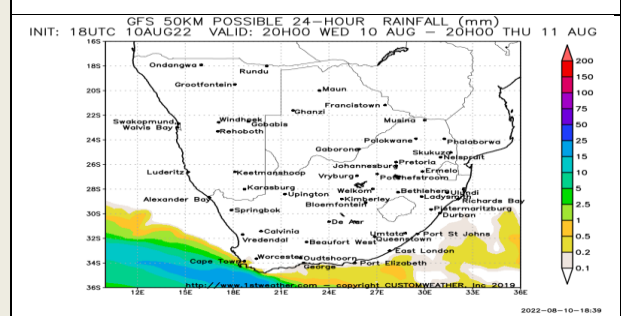 GFS 50KM POSSIBLE 24-HOUR RAINFALL (mm)
INIT: 18UTC 10AUG22 VALID: 20H00 WED 10 AUG - 20H00 THU 11 AUG
16S
18S
20S
22S
24S
26S
28S
30S
32S
34S
36S
Ondangwa
Rundu
Grootfontein
Maun
Francistown
Ghanzi
Swakopmund
Windhoek
Gobabis
Musina
Walvis Bay
Rehoboth
Polokwane
Phalaborwa
Gaborone
Skukuza
Pretoria
Nelspruit
Johannesburg
Luderitz
Keetmanshoop
Vryburg
Potchefstroom
Ermelo
Karasburg
Upington
Welkom
Bethlehem
Ulundi
Alexander Bay
Kimberley
Ladysmith
Richards Bay
Springbok
Bloemfontein
Pietermaritzburg
Durban
De Aar
Calvinia
Umtata
Port St Johns
Vredendal
Beaufort West
Queenstown
East London
Cape Town
Worcester
Oudtshoorn
George
Port Elizabeth
http://www.1stweather.com - copyright CUSTOMWEATHER, Inc 2019
12E 15E 18E 21E 24E 27E 30E 33E 36E
200
150
100
75
50
25
15
10
5
2.5
1
0.5
0.2
0.1
2022-08-10-18:39